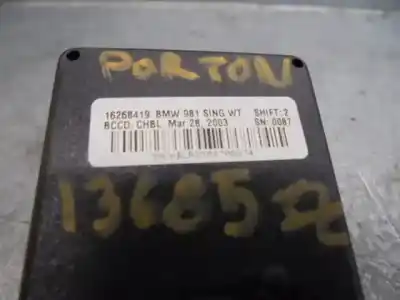 PORTON
16268419 BMW 981 SING WT SHIFT: 2
BCCD: CHBL Mar 28, 2003 SN: 0087
13685